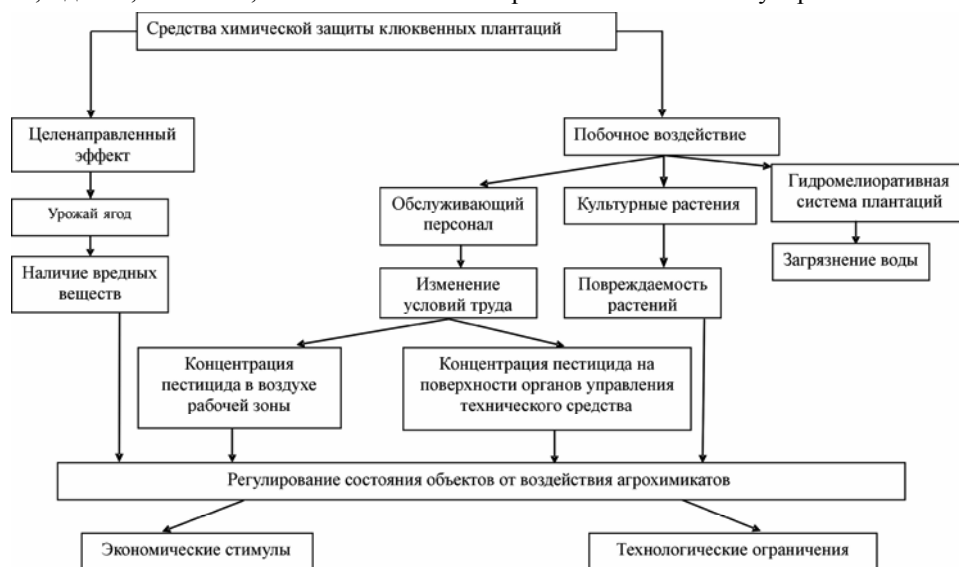 Средства химической защиты клюквенных плантаций
Целенаправленный
эффект
Побочное воздействие
Урожай ягод
Обслуживающий
персонал
Культурные растения
Гидромелиоративная
система плантаций
Наличие вредных
веществ
Изменение
условий труда
Повреждаемость
растений
Загрязнение воды
Концентрация
пестицида в воздухе
рабочей зоны
Концентрация пестицида на
поверхности органов управления
технического средства
Регулирование состояния объектов от воздействия агрохимикатов
Экономические стимулы
Технологические ограничения